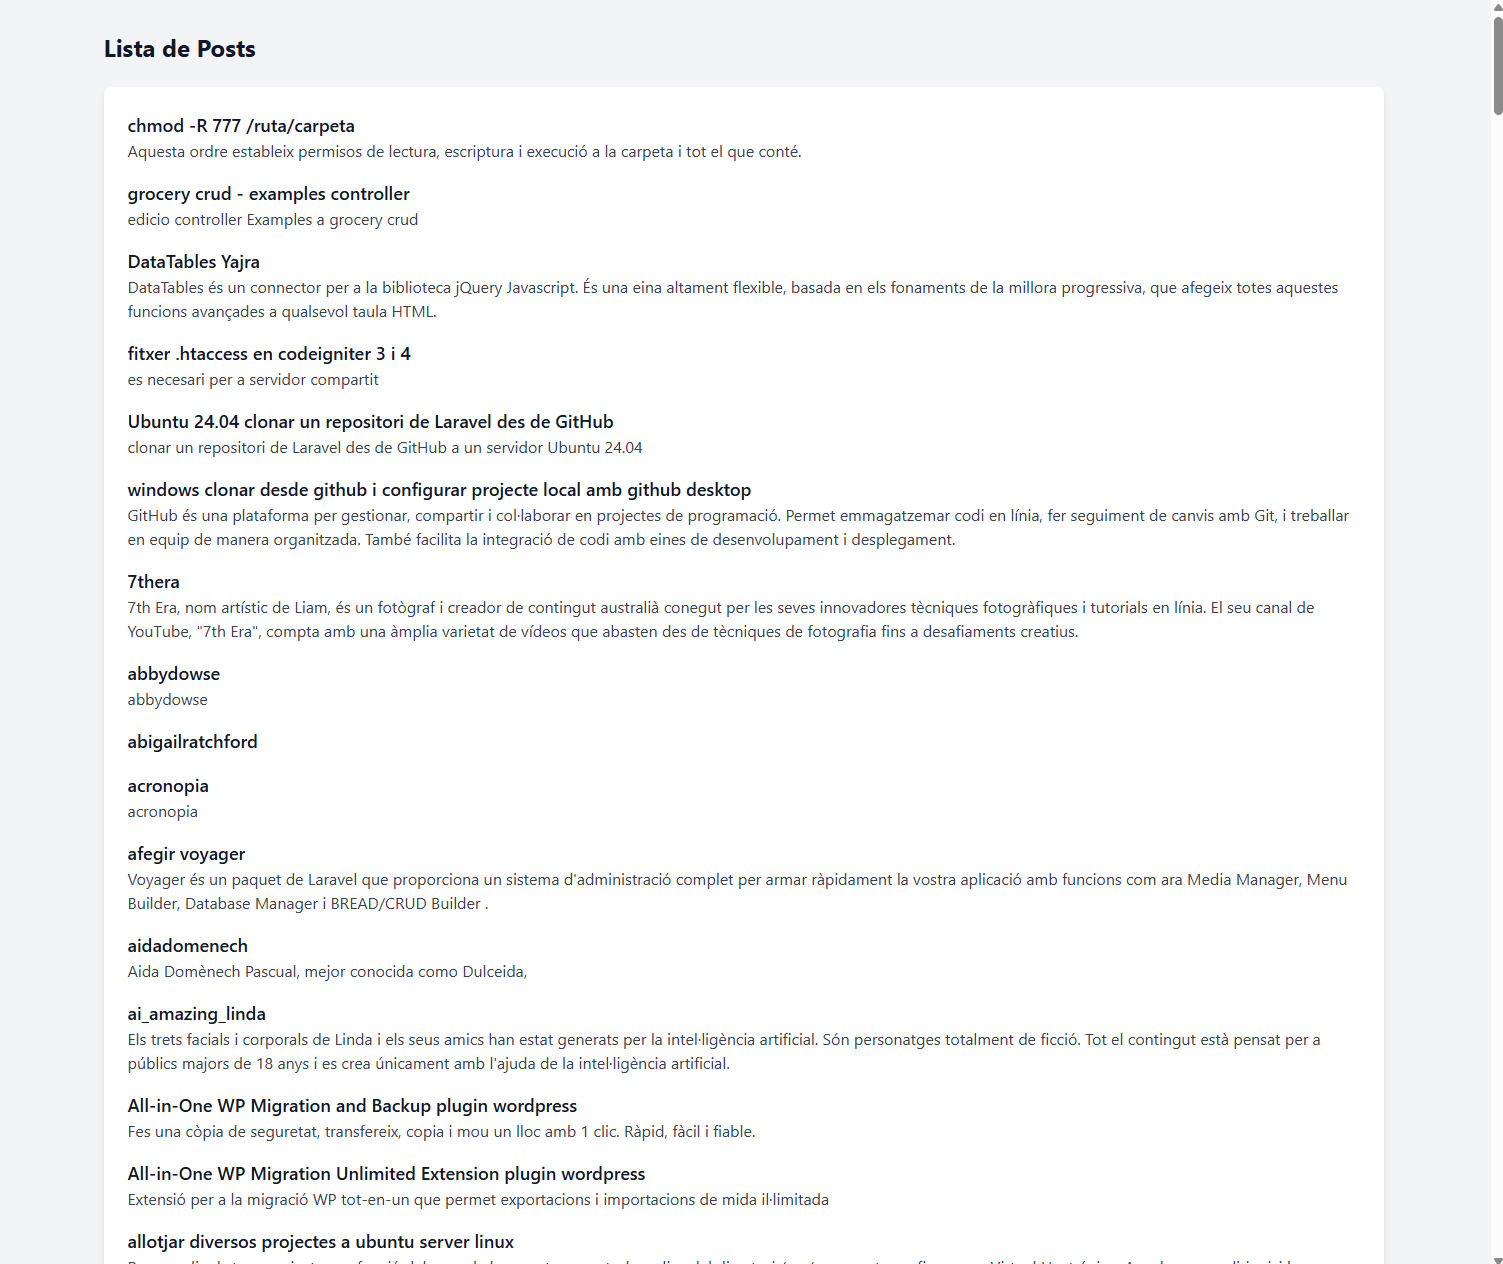 Lista de Posts
chmod -R 777 /ruta/carpeta
Aquesta ordre estableix permisos de lectura, escriptura i execució a la carpeta i tot el que conté.
grocery crud - examples controller
edicio controller Examples a grocery crud
DataTables Yajra
DataTables és un connector per a la biblioteca jQuery Javascript. És una eina altament flexible, basada en els fonaments de la millora progressiva, que afegeix totes aquestes
funcions avançades a qualsevol taula HTML.
fitxer .htaccess en codeigniter 3 i 4
es necesari per a servidor compartit
Ubuntu 24.04 clonar un repositori de Laravel des de GitHub
clonar un repositori de Laravel des de GitHub a un servidor Ubuntu 24.04
windows clonar desde github i configurar projecte local amb github desktop
GitHub és una plataforma per gestionar, compartir i col·laborar en projectes de programació. Permet emmagatzemar codi en línia, fer seguiment de canvis amb Git, i treballar
en equip de manera organitzada. També facilita la integració de codi amb eines de desenvolupament i desplegament.
7thera
7th Era, nom artístic de Liam, és un fotògraf i creador de contingut australià conegut per les seves innovadores tècniques fotogràfiques i tutorials en línia. El seu canal de
YouTube, "7th Era", compta amb una àmplia varietat de vídeos que abasten des de tècniques de fotografia fins a desafiaments creatius.
abbydowse
abbydowse
abigailratchford
acronopia
acronopia
afegir voyager
Voyager és un paquet de Laravel que proporciona un sistema d'administració complet per armar ràpidament la vostra aplicació amb funcions com ara Media Manager, Menu
Builder, Database Manager i BREAD/CRUD Builder .
aidadomenech
Aida Domènech Pascual, mejor conocida como Dulceida,
ai_amazing_linda
Els trets facials i corporals de Linda i els seus amics han estat generats per la intel·ligència artificial. Són personatges totalment de ficció. Tot el contingut està pensat per a
públics majors de 18 anys i es crea únicament amb l'ajuda de la intel·ligència artificial.
All-in-One WP Migration and Backup plugin wordpress
Fes una còpia de seguretat, transfereix, copia i mou un lloc amb 1 clic. Ràpid, fàcil i fiable.
All-in-One WP Migration Unlimited Extension plugin wordpress
Extensió per a la migració WP tot-en-un que permet exportacions i importacions de mida il·limitada
allotjar diversos projectes a ubuntu server linux